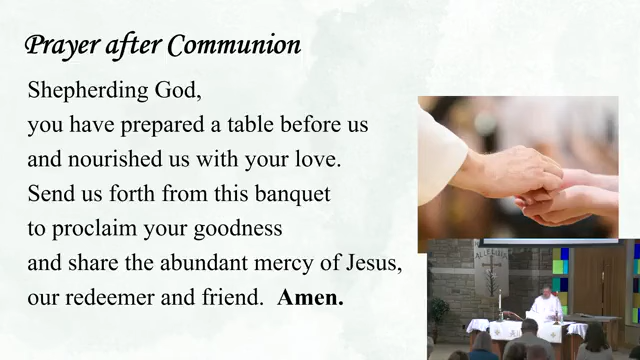 Prayer after Communion
Shepherding God,
you have prepared a table before us
and nourished us with your love.
Send us forth from this banquet
to proclaim your goodness
and share the abundant mercy of Jesus,
our redeemer and friend.  Amen.
ALLELUIA